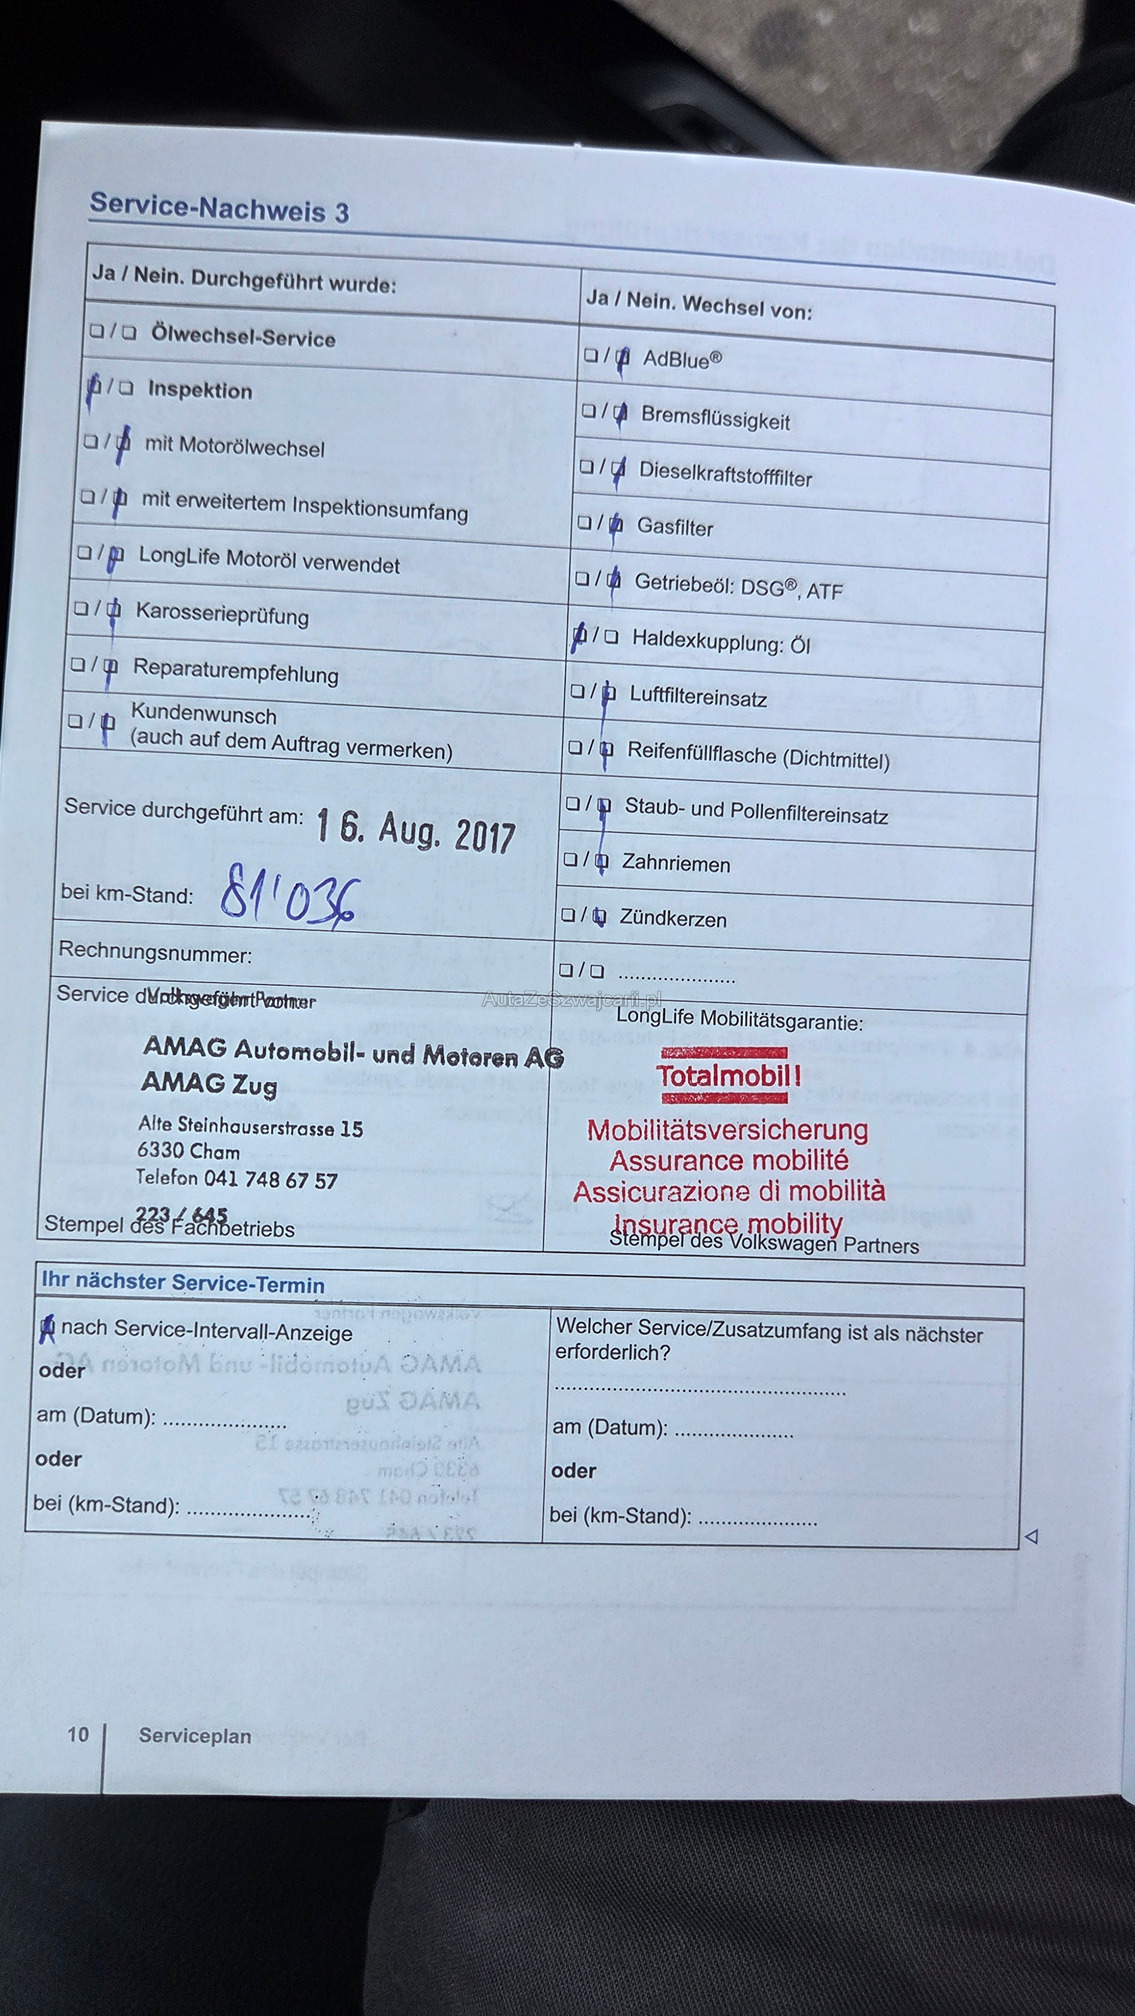 Service-Nachweis 3
Ja / Nein. Durchgeführt wurde:
❏ / ❏ Ölwechsel-Service
❏ / ❏ Inspektion
❏ / ❏ mit Motorölwechsel
❏ / ❏ mit erweitertem Inspektionsumfang
❏ / ❏ LongLife Motoröl verwendet
❏ / ❏ Karosserieprüfung
❏ / ❏ Reparaturempfehlung
❏ / ❏ Kundenwunsch
(auch auf dem Auftrag vermerken)
Service durchgeführt am: 16. Aug. 2017
bei km-Stand: 81'036
Rechnungsnummer:
Ja / Nein. Wechsel von:
❏ / ❏ AdBlue®
❏ / ❏ Bremsflüssigkeit
❏ / ❏ Dieselkraftstofffilter
❏ / ❏ Gasfilter
❏ / ❏ Getriebeöl: DSG®, ATF
❏ / ❏ Haldexkupplung: Öl
❏ / ❏ Luftfiltereinsatz
❏ / ❏ Reifenfüllflasche (Dichtmittel)
❏ / ❏ Staub- und Pollenfiltereinsatz
❏ / ❏ Zahnriemen
❏ / ❏ Zündkerzen
❏ / ❏ .....................
Service durchgeführt vom:
Volkswagen Partner
AMAG Automobil- und Motoren AG
AMAG Zug
Alte Steinhauserstrasse 15
6330 Cham
Telefon 041 748 67 57
223 / 645
Stempel des Fachbetriebs
AutaZeSzwajcarii.pl
LongLife Mobilitätsgarantie:
Totalmobil!
Mobilitätsversicherung
Assurance mobilité
Assicurazione di mobilità
Insurance mobility
Stempel des Volkswagen Partners
Ihr nächster Service-Termin
❏ nach Service-Intervall-Anzeige
oder
am (Datum): ......................
oder
bei (km-Stand): ......................
Welcher Service/Zusatzumfang ist als nächster
erforderlich?
....................................................
am (Datum): .....................
oder
bei (km-Stand): .....................
10
Serviceplan